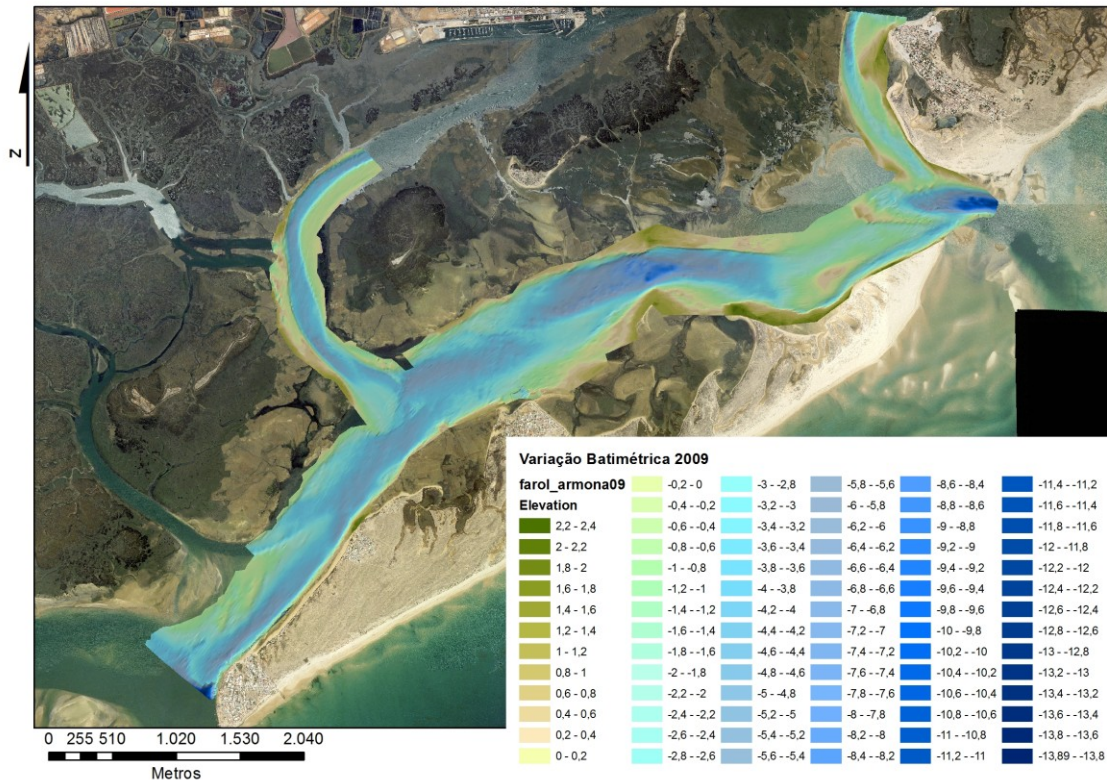 Z
0 255 510 1.020 1.530 2.040
Metros
Variação Batimétrica 2009
farol_armona09
Elevation
2,2 - 2,4
2 - 2,2
1,8 - 2
1,6 - 1,8
1,4 - 1,6
1,2 - 1,4
1 - 1,2
0,8 - 1
0,6 - 0,8
0,4 - 0,6
0,2 - 0,4
0 - 0,2
-0,2 - 0
-0,4 - -0,2
-0,6 - -0,4
-0,8 - -0,6
-1 - -0,8
-1,2 - -1
-1,4 - -1,2
-1,6 - -1,4
-1,8 - -1,6
-2 - -1,8
-2,2 - -2
-2,4 - -2,2
-2,6 - -2,4
-2,8 - -2,6
-3 - -2,8
-3,2 - -3
-3,4 - -3,2
-3,6 - -3,4
-3,8 - -3,6
-4 - -3,8
-4,2 - -4
-4,4 - -4,2
-4,6 - -4,4
-4,8 - -4,6
-5 - -4,8
-5,2 - -5
-5,4 - -5,2
-5,6 - -5,4
-5,8 - -5,6
-6 - -5,8
-6,2 - -6
-6,4 - -6,2
-6,6 - -6,4
-6,8 - -6,6
-7 - -6,8
-7,2 - -7
-7,4 - -7,2
-7,6 - -7,4
-7,8 - -7,6
-8 - -7,8
-8,2 - -8
-8,4 - -8,2
-8,6 - -8,4
-8,8 - -8,6
-9 - -8,8
-9,2 - -9
-9,4 - -9,2
-9,6 - -9,4
-9,8 - -9,6
-10 - -9,8
-10,2 - -10
-10,4 - -10,2
-10,6 - -10,4
-10,8 - -10,6
-11 - -10,8
-11,2 - -11
-11,4 - -11,2
-11,6 - -11,4
-11,8 - -11,6
-12 - -11,8
-12,2 - -12
-12,4 - -12,2
-12,6 - -12,4
-12,8 - -12,6
-13 - -12,8
-13,2 - -13
-13,4 - -13,2
-13,6 - -13,4
-13,8 - -13,6
-13,89 - -13,8